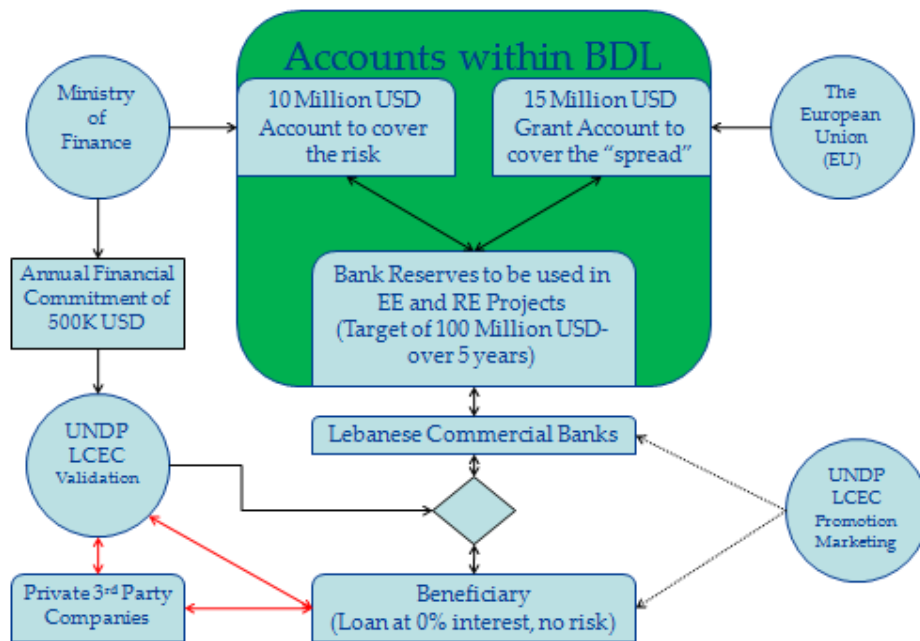 Accounts within BDL
Ministry
of
Finance
10 Million USD
Account to cover
the risk
15 Million USD
Grant Account to
cover the “spread”
The
European
Union
(EU)
Annual Financial
Commitment of
500K USD
Bank Reserves to be used in
EE and RE Projects
(Target of 100 Million USD-
over 5 years)
UNDP
LCEC
Validation
Lebanese Commercial Banks
UNDP
LCEC
Promotion
Marketing
Private 3rd Party
Companies
Beneficiary
(Loan at 0% interest, no risk)